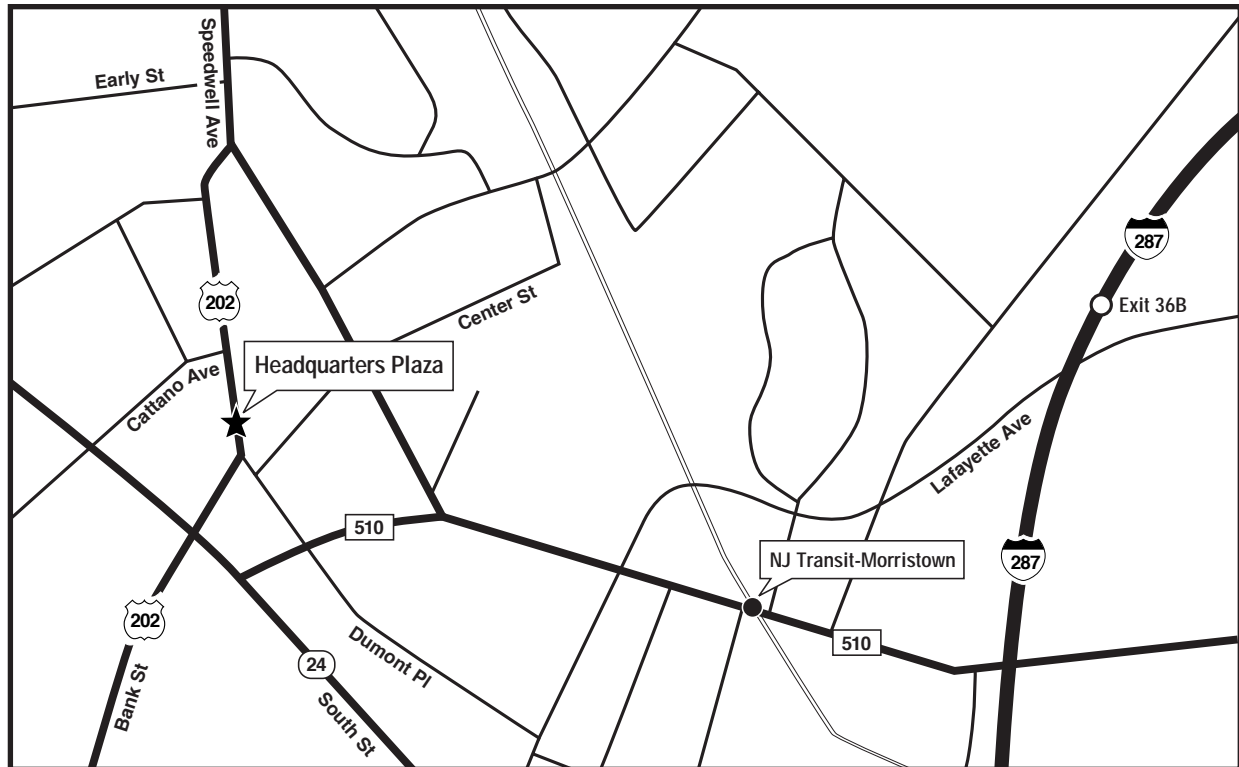 Speedwell Ave
Early St
287
202
Exit 36B
Center St
Headquarters Plaza
Cattano Ave
Lafayette Ave
510
NJ Transit-Morristown
287
202
510
Dumont Pl
24
Bank St
South St